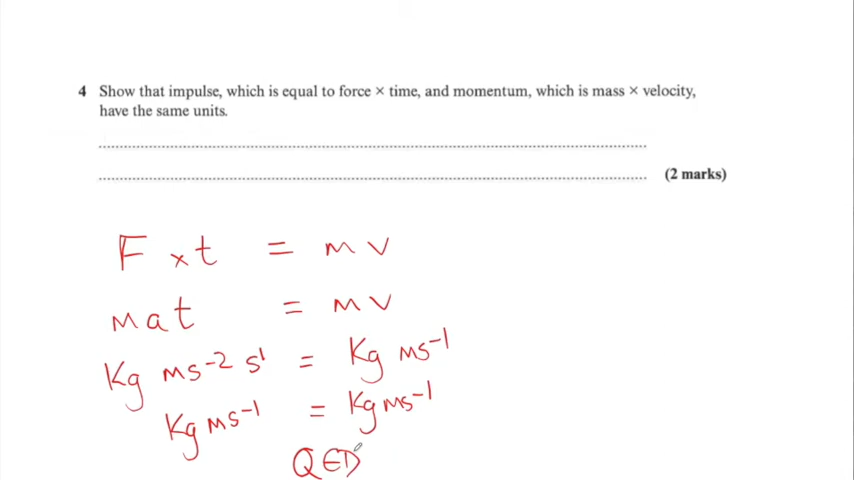 4 Show that impulse, which is equal to force × time, and momentum, which is mass × velocity,
have the same units.
(2 marks)
F × t = m v
m a t = m v
Kg ms⁻² s¹ = Kg ms⁻¹
Kg ms⁻¹ = Kg ms⁻¹
QED